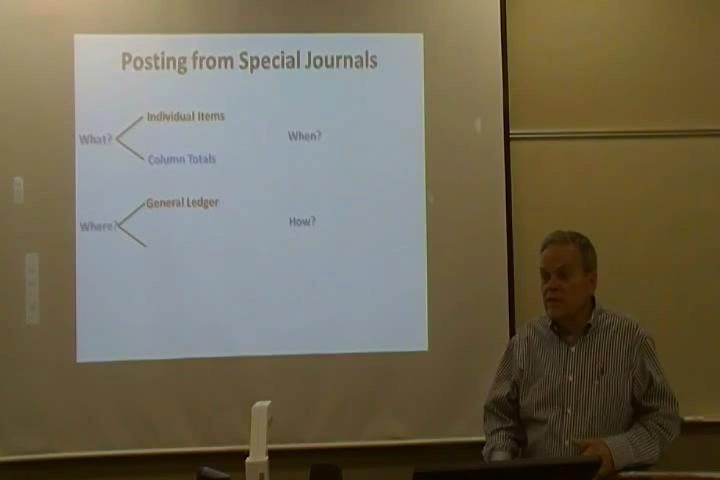 Posting from Special Journals
Individual Items
What?
When?
Column Totals
General Ledger
Where?
How?